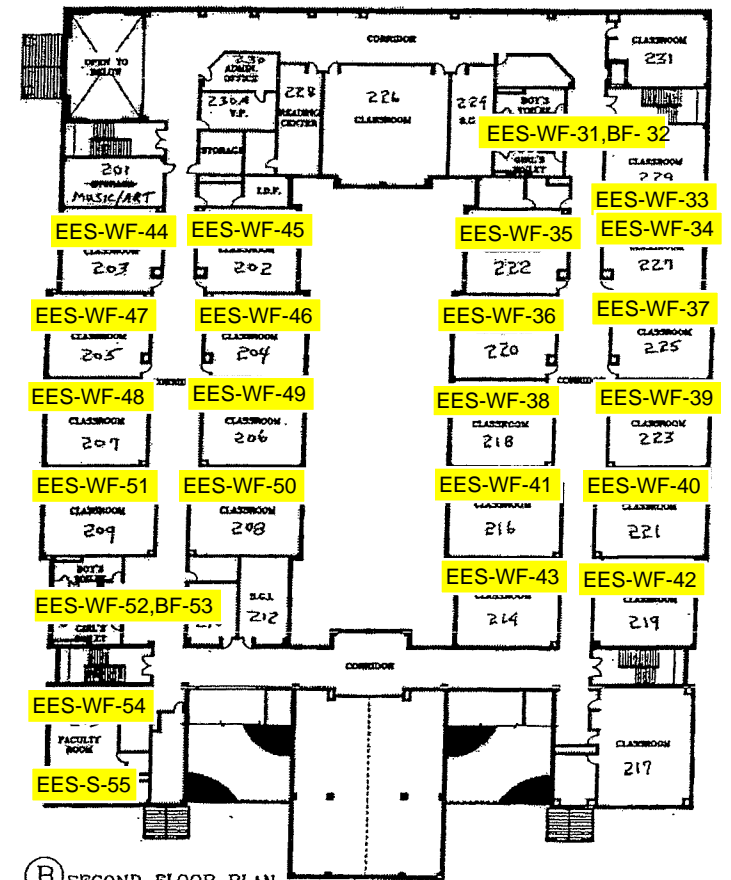 CORRIDOR
CLASSROOM
231
OPEN TO
BELOW
230
ADMIN.
OFFICE
230A
V.P.
228
READING
CENTER
226
CLASSROOM
BOY'S
TOILET
EES-WF-31,BF- 32
GIRL'S
TOILET
STORAGE
201
STORAGE
MUSIC/ART
I.D.F.
CLASSROOM
229
EES-WF-33
EES-WF-44
EES-WF-45
EES-WF-35
EES-WF-34
CLASSROOM
203
CLASSROOM
202
222
227
EES-WF-47
EES-WF-46
EES-WF-36
EES-WF-37
CLASSROOM
205
CLASSROOM
204
220
CLASSROOM
225
EES-WF-48
EES-WF-49
EES-WF-38
EES-WF-39
CLASSROOM
207
CLASSROOM
206
CLASSROOM
218
CLASSROOM
223
EES-WF-51
EES-WF-50
EES-WF-41
EES-WF-40
CLASSROOM
209
CLASSROOM
208
CLASSROOM
216
CLASSROOM
221
BOY'S
TOILET
EES-WF-43
EES-WF-42
EES-WF-52,BF-53
GIRL'S
TOILET
212
214
CLASSROOM
219
CORRIDOR
EES-WF-54
FACULTY
ROOM
EES-S-55
CLASSROOM
217
B SECOND FLOOR PLAN